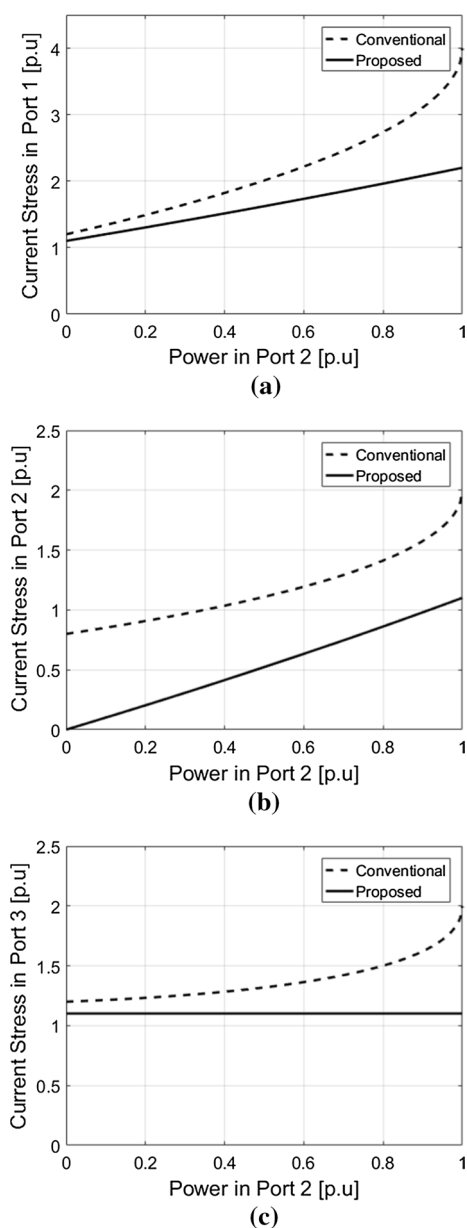 Current Stress in Port 1 [p.u]
4
3
2
1
0
0 0.2 0.4 0.6 0.8 1
Conventional
Proposed
Power in Port 2 [p.u]
(a)
Current Stress in Port 2 [p.u]
2.5
2
1.5
1
0.5
0
0 0.2 0.4 0.6 0.8 1
Conventional
Proposed
Power in Port 2 [p.u]
(b)
Current Stress in Port 3 [p.u]
2.5
2
1.5
1
0.5
0
0 0.2 0.4 0.6 0.8 1
Conventional
Proposed
Power in Port 2 [p.u]
(c)